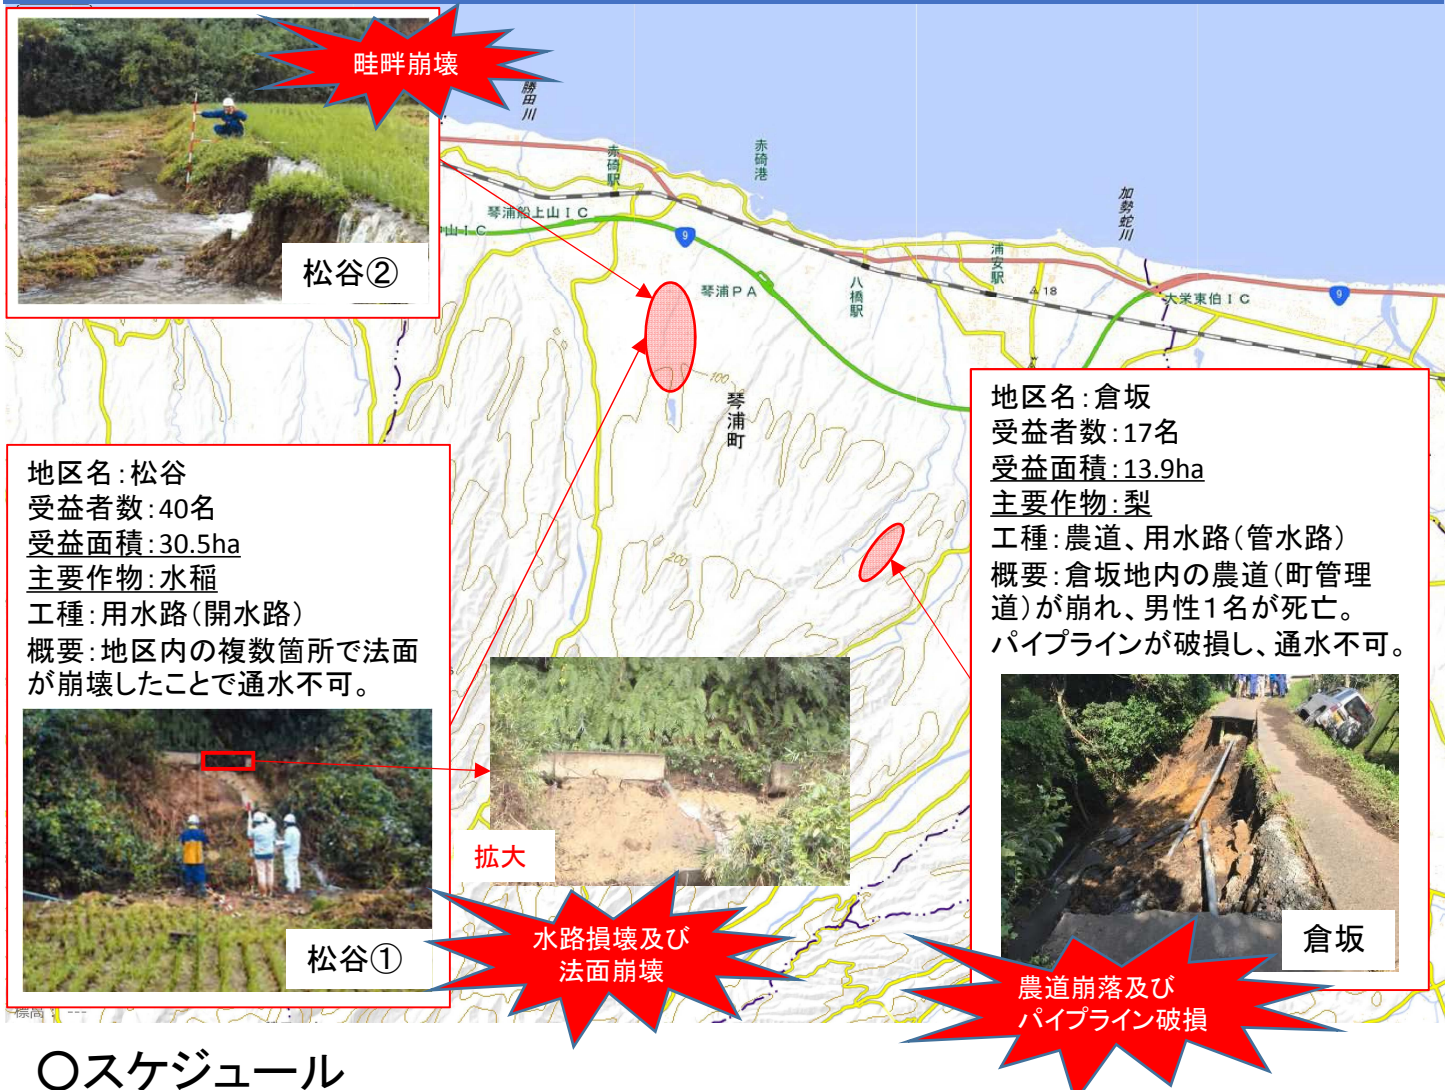 畦畔崩壊
松谷②
勝田川
赤碕駅
赤碕港
琴浦船上山ＩＣ
山ＩＣ
9
琴浦ＰＡ
八橋駅
浦安駅
18
加勢蛇川
大栄東伯ＩＣ
9
100
琴浦町
200
地区名：松谷
受益者数：40名
受益面積：30.5ha
主要作物：水稲
工種：用水路（開水路）
概要：地区内の複数箇所で法面
が崩壊したことで通水不可。
松谷①
拡大
水路損壊及び
法面崩壊
地区名：倉坂
受益者数：17名
受益面積：13.9ha
主要作物：梨
工種：農道、用水路（管水路）
概要：倉坂地内の農道（町管理
道）が崩れ、男性１名が死亡。
パイプラインが破損し、通水不可。
倉坂
農道崩落及び
パイプライン破損
標高： ---
〇スケジュール